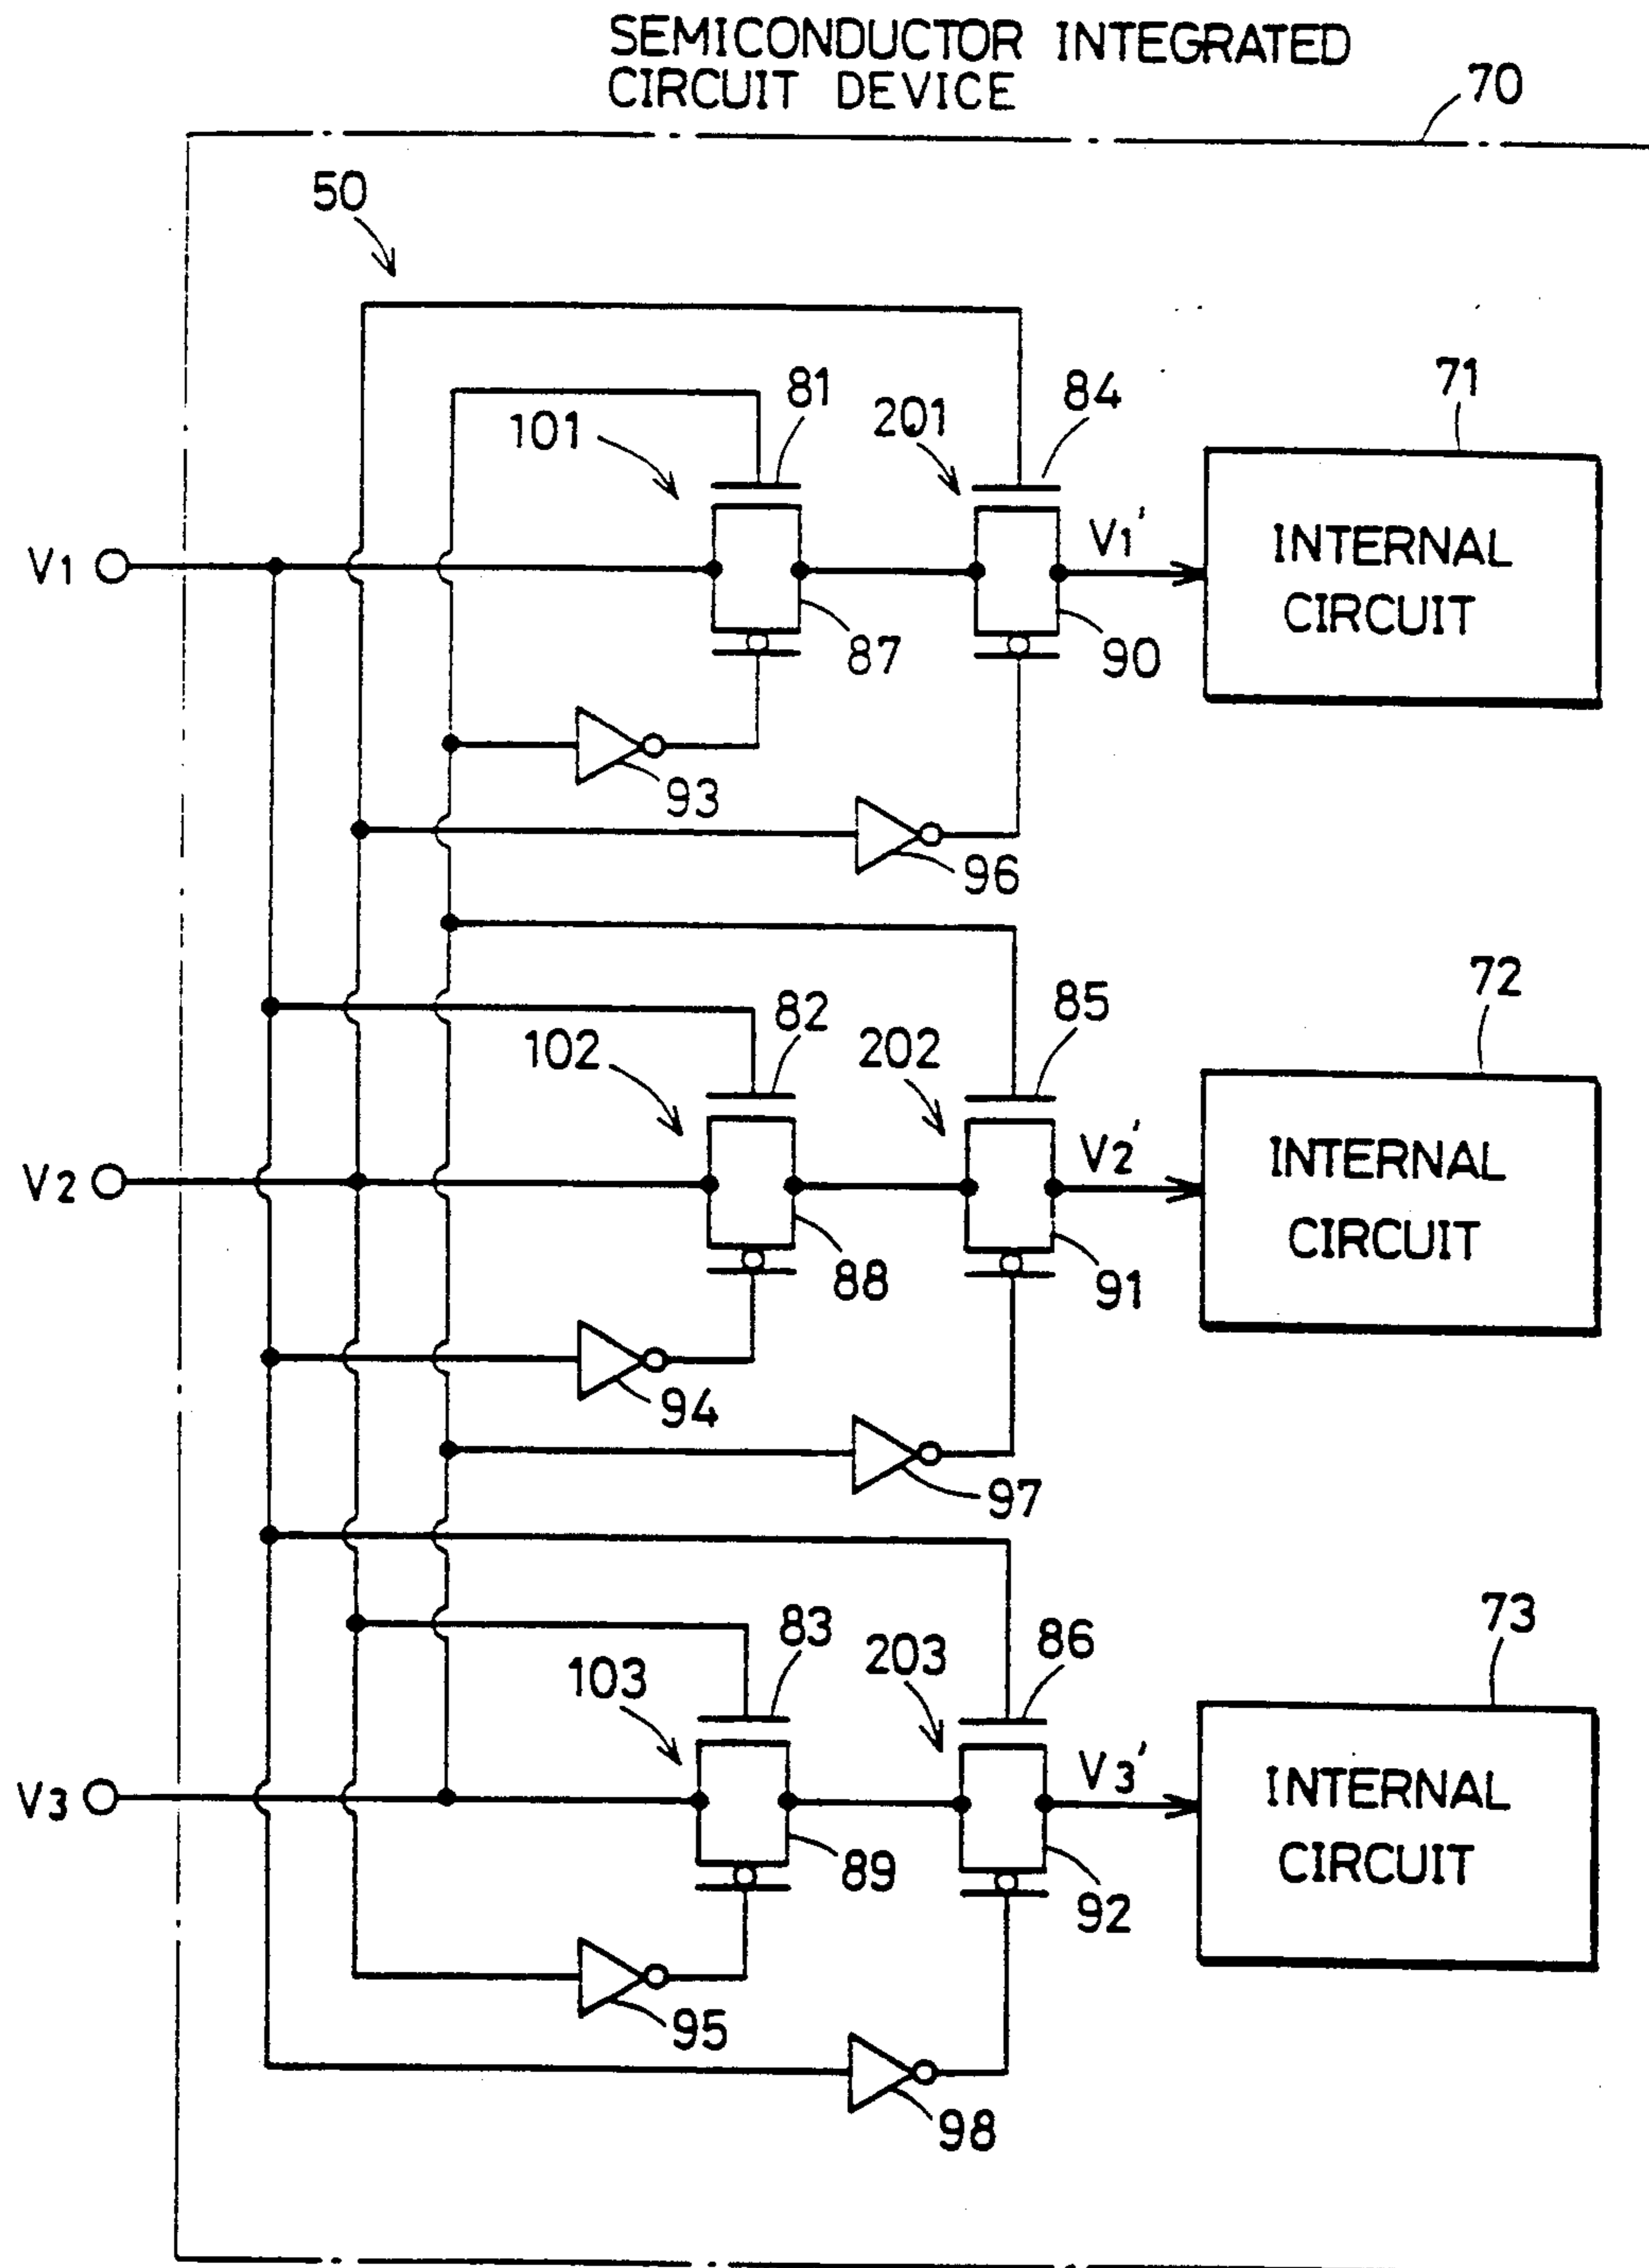 SEMICONDUCTOR INTEGRATED
CIRCUIT DEVICE
70
50
81
84
71
101
201
V1
V1'
INTERNAL
CIRCUIT
87
90
93
96
72
82
85
102
202
V2
V2'
INTERNAL
CIRCUIT
88
91
94
97
73
83
86
103
203
V3
V3'
INTERNAL
CIRCUIT
89
92
95
98